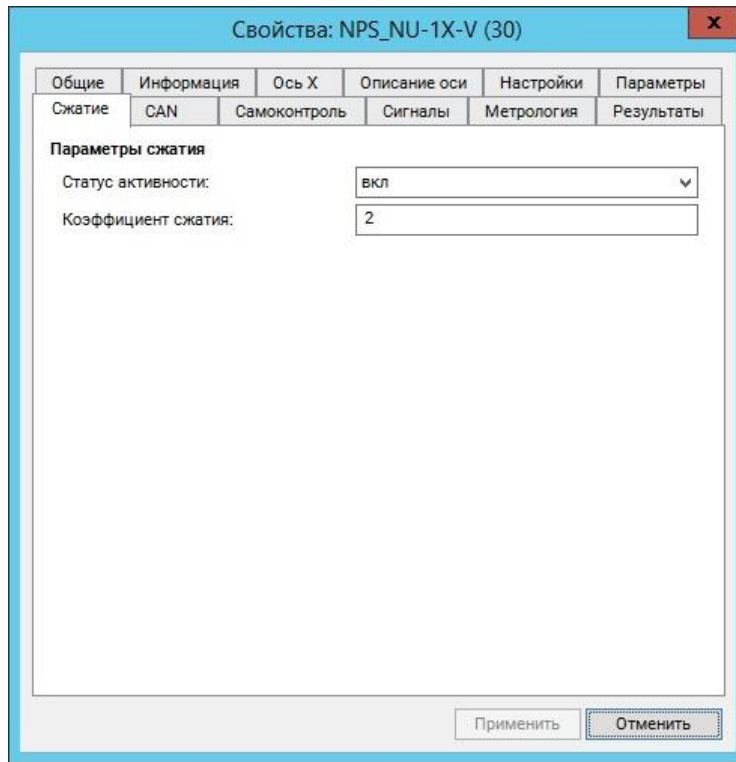 Свойства: NPS_NU-1X-V (30)
x
Общие Информация Ось X Описание оси Настройки Параметры
Сжатие CAN Самоконтроль Сигналы Метрология Результаты
Параметры сжатия
Статус активности: вкл
Коэффициент сжатия: 2
Применить Отменить